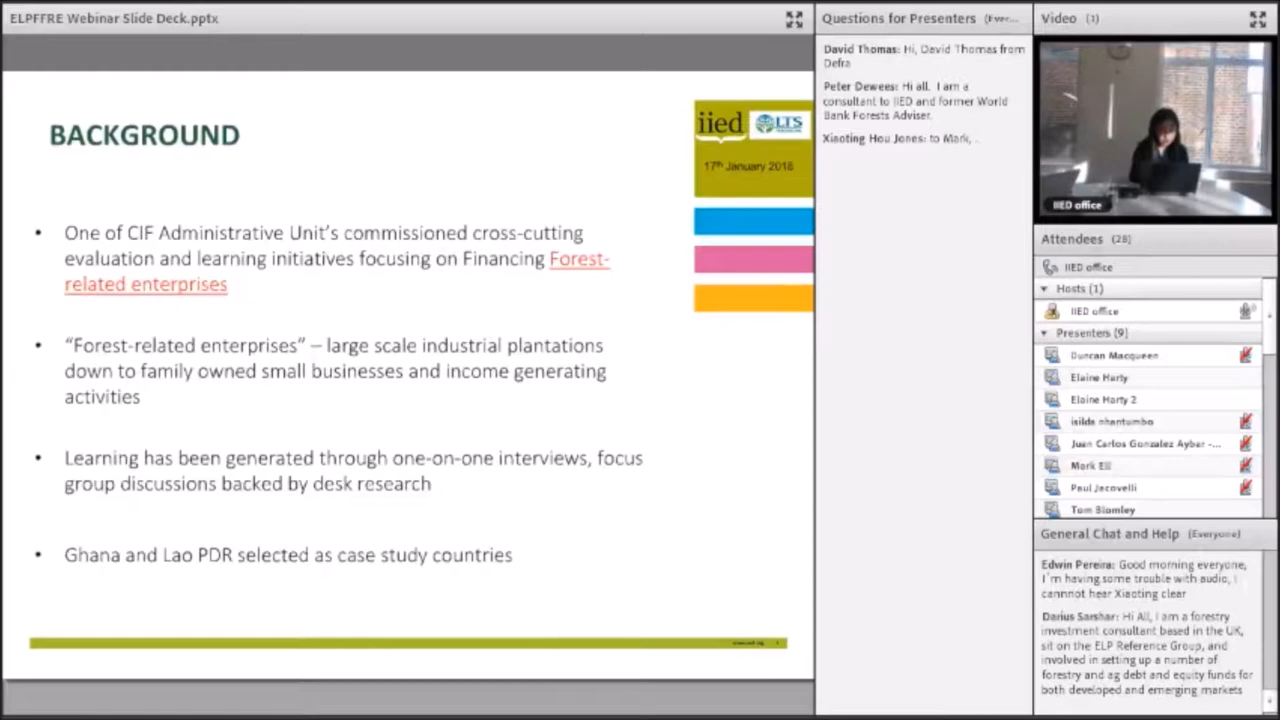 ELPFFRE Webinar Slide Deck.pptx
BACKGROUND
iied
LTS
17th January 2018
• One of CIF Administrative Unit's commissioned cross-cutting
evaluation and learning initiatives focusing on Financing Forest-
related enterprises
• "Forest-related enterprises" – large scale industrial plantations
down to family owned small businesses and income generating
activities
• Learning has been generated through one-on-one interviews, focus
group discussions backed by desk research
• Ghana and Lao PDR selected as case study countries
Questions for Presenters (Ever...
David Thomas: Hi, David Thomas from
Defra
Peter Dewees: Hi all. I am a
consultant to IIED and former World
Bank Forests Adviser.
Xiaoting Hou Jones: to Mark, .
Video (1)
IIED office
Attendees (28)
IIED office
Hosts (1)
IIED office
Presenters (9)
Duncan Macqueen
Elaine Harty
Elaine Harty 2
isilda nhantumbo
Juan Carlos Gonzalez Aybar -...
Mark Ell
Paul Jacovelli
Tom Blomley
General Chat and Help (Everyone)
Edwin Pereira: Good morning everyone,
I'm having some trouble with audio, I
cannnot hear Xiaoting clear
Darius Sarshar: Hi All, I am a forestry
investment consultant based in the UK,
sit on the ELP Reference Group, and
involved in setting up a number of
forestry and ag debt and equity funds for
both developed and emerging markets